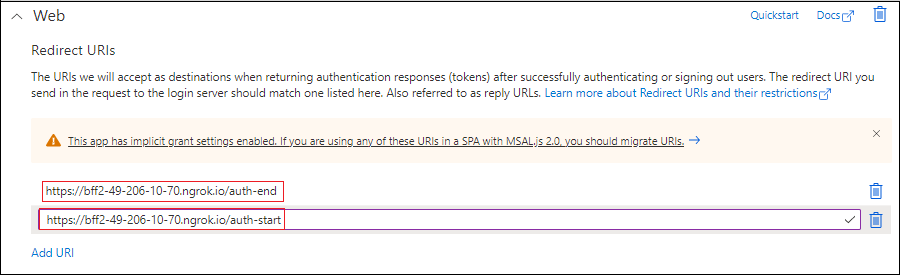 Web
Quickstart
Docs
Redirect URIs
The URIs we will accept as destinations when returning authentication responses (tokens) after successfully authenticating or signing out users. The redirect URI you
send in the request to the login server should match one listed here. Also referred to as reply URLs. Learn more about Redirect URIs and their restrictions
This app has implicit grant settings enabled. If you are using any of these URIs in a SPA with MSAL.js 2.0, you should migrate URIs.
https://bff2-49-206-10-70.ngrok.io/auth-end
https://bff2-49-206-10-70.ngrok.io/auth-start
Add URI